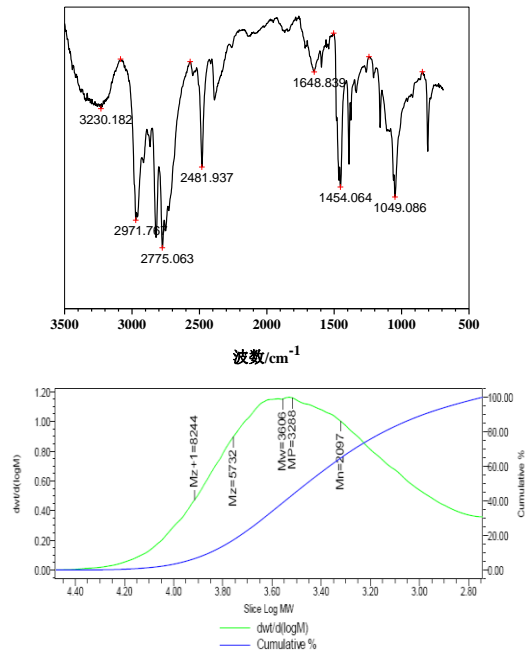 3230.182
2971.767
2775.063
2481.937
1648.839
1454.064
1049.086
3500 3000 2500 2000 1500 1000 500
波数/cm-1
1.20
1.00
0.80
0.60
0.40
0.20
0.00
dwt/d(logM)
Mz+1=8244
Mz=5732
Mw=3606
MP=3288
Mn=2097
100.00
80.00
60.00
40.00
20.00
0.00
Cumulative %
4.40 4.20 4.00 3.80 3.60 3.40 3.20 3.00 2.80
Slice Log MW
dwt/d(logM)
Cumulative %